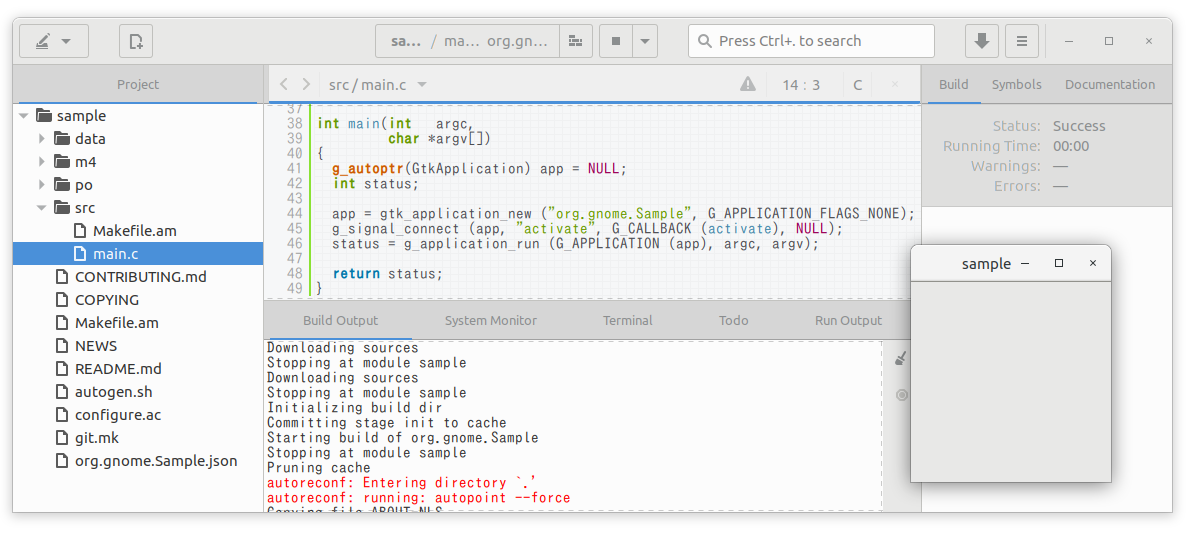 sa... / ma... org.gn...
Press Ctrl+. to search
Project
sample
data
m4
po
src
Makefile.am
main.c
CONTRIBUTING.md
COPYING
Makefile.am
NEWS
README.md
autogen.sh
configure.ac
git.mk
org.gnome.Sample.json
src / main.c
14 : 3
C
37
38 int main(int   argc,
39          char *argv[])
40 {
41   g_autoptr(GtkApplication) app = NULL;
42   int status;
43
44   app = gtk_application_new ("org.gnome.Sample", G_APPLICATION_FLAGS_NONE);
45   g_signal_connect (app, "activate", G_CALLBACK (activate), NULL);
46   status = g_application_run (G_APPLICATION (app), argc, argv);
47
48   return status;
49 }
Build Output System Monitor Terminal Todo Run Output
Downloading sources
Stopping at module sample
Downloading sources
Stopping at module sample
Initializing build dir
Committing stage init to cache
Starting build of org.gnome.Sample
Stopping at module sample
Pruning cache
autoreconf: Entering directory `.'
autoreconf: running: autopoint --force
Copying file ABOUT-NLS
Build Symbols Documentation
Status: Success
Running Time: 00:00
Warnings: —
Errors: —
sample